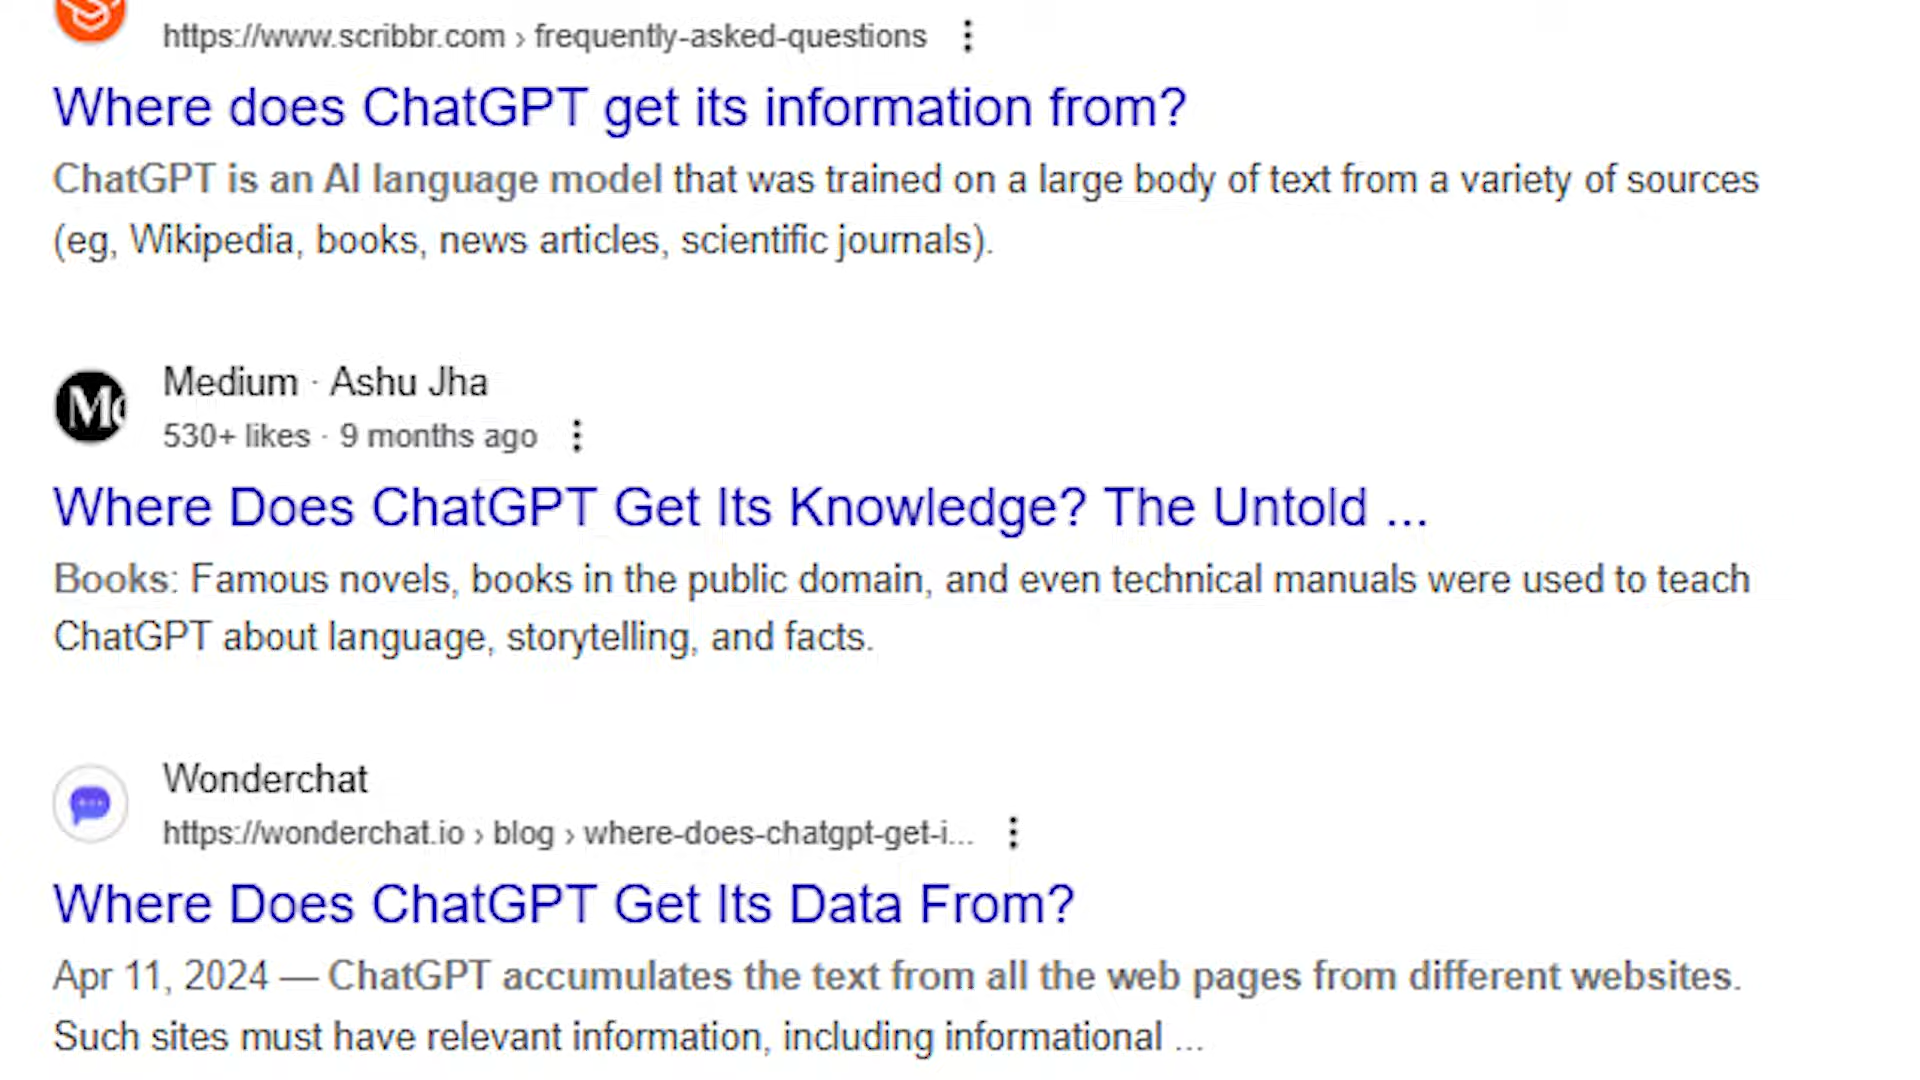 https://www.scribbr.com › frequently-asked-questions
Where does ChatGPT get its information from?
ChatGPT is an AI language model that was trained on a large body of text from a variety of sources
(eg, Wikipedia, books, news articles, scientific journals).
Medium · Ashu Jha
530+ likes · 9 months ago
Where Does ChatGPT Get Its Knowledge? The Untold ...
Books: Famous novels, books in the public domain, and even technical manuals were used to teach
ChatGPT about language, storytelling, and facts.
Wonderchat
https://wonderchat.io › blog › where-does-chatgpt-get-i...
Where Does ChatGPT Get Its Data From?
Apr 11, 2024 — ChatGPT accumulates the text from all the web pages from different websites.
Such sites must have relevant information, including informational ...